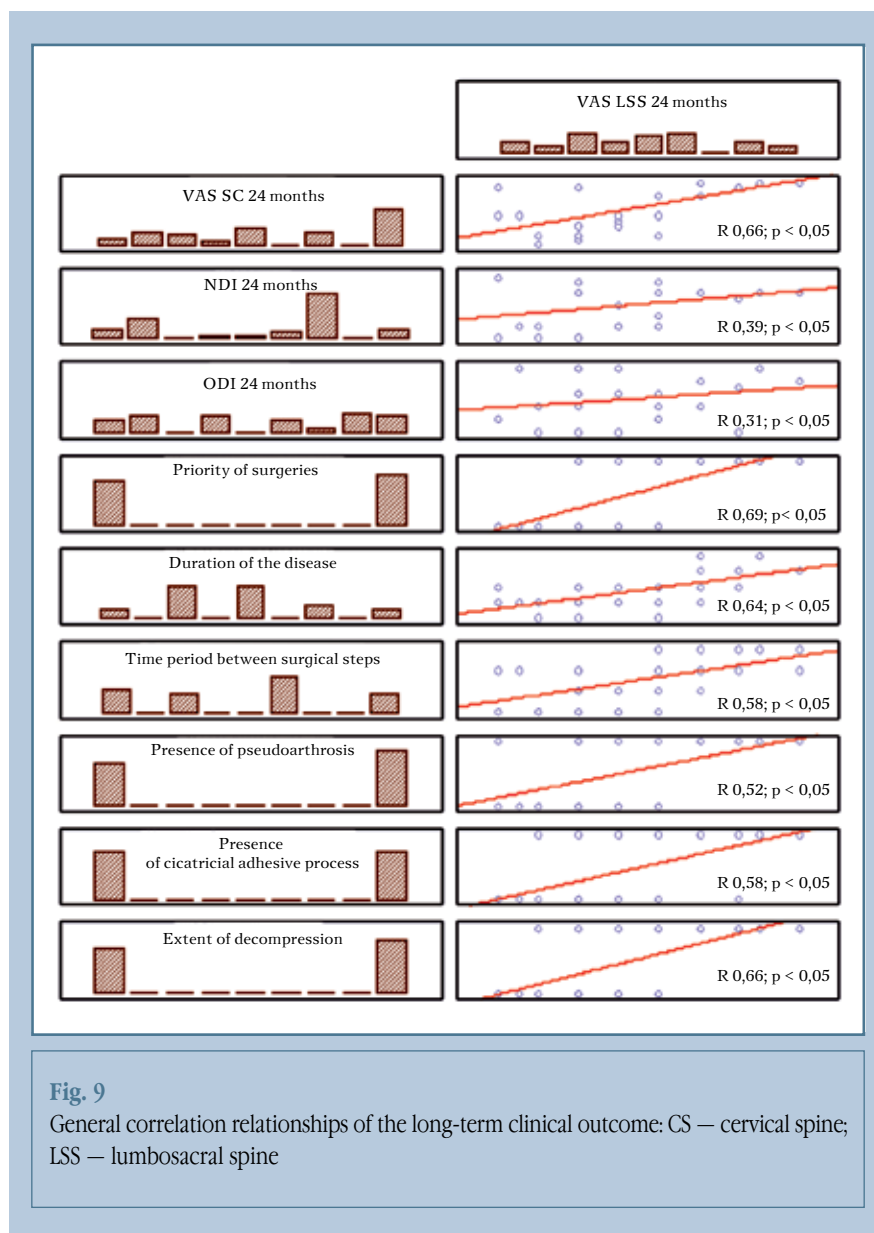 VAS LSS 24 months
VAS SC 24 months
R 0,66; p < 0,05
NDI 24 months
R 0,39; p < 0,05
ODI 24 months
R 0,31; p < 0,05
Priority of surgeries
R 0,69; p< 0,05
Duration of the disease
R 0,64; p < 0,05
Time period between surgical steps
R 0,58; p < 0,05
Presence of pseudoarthrosis
R 0,52; p < 0,05
Presence
of cicatricial adhesive process
R 0,58; p < 0,05
Extent of decompression
R 0,66; p < 0,05
Fig. 9
General correlation relationships of the long-term clinical outcome: CS — cervical spine;
LSS — lumbosacral spine